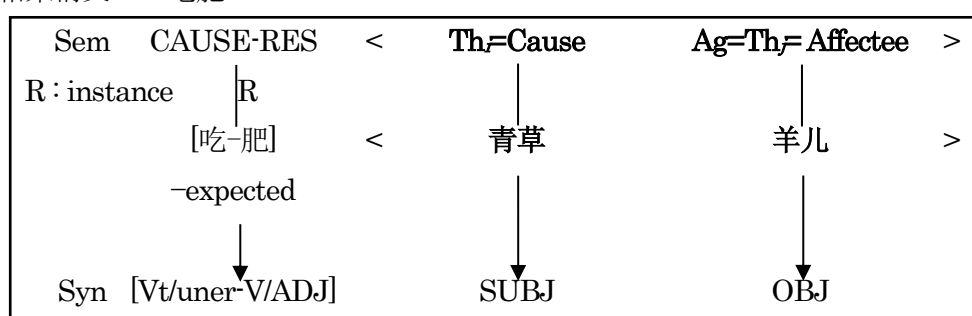 Sem CAUSE-RES < Thᵢ=Cause Ag=Thⱼ= Affectee >
R：instance R
[吃-肥] < 青草 羊儿 >
−expected
Syn [Vt/uner-V/ADJ] SUBJ OBJ